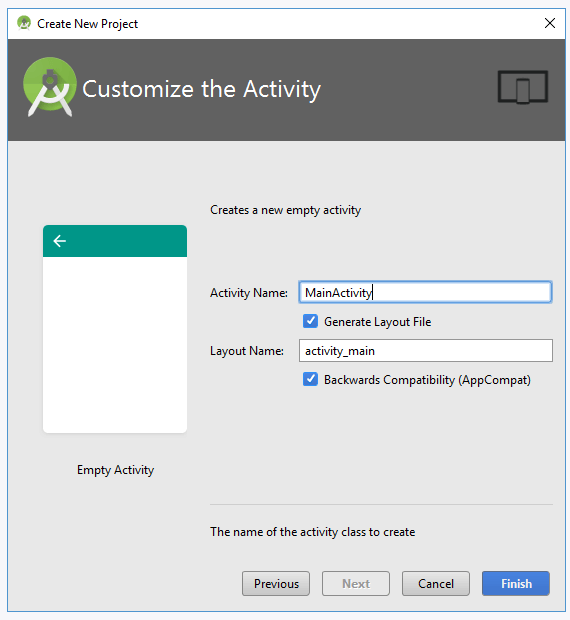 Create New Project
Customize the Activity
Creates a new empty activity
Activity Name: MainActivity
Generate Layout File
Layout Name: activity_main
Backwards Compatibility (AppCompat)
Empty Activity
The name of the activity class to create
Previous Next Cancel Finish